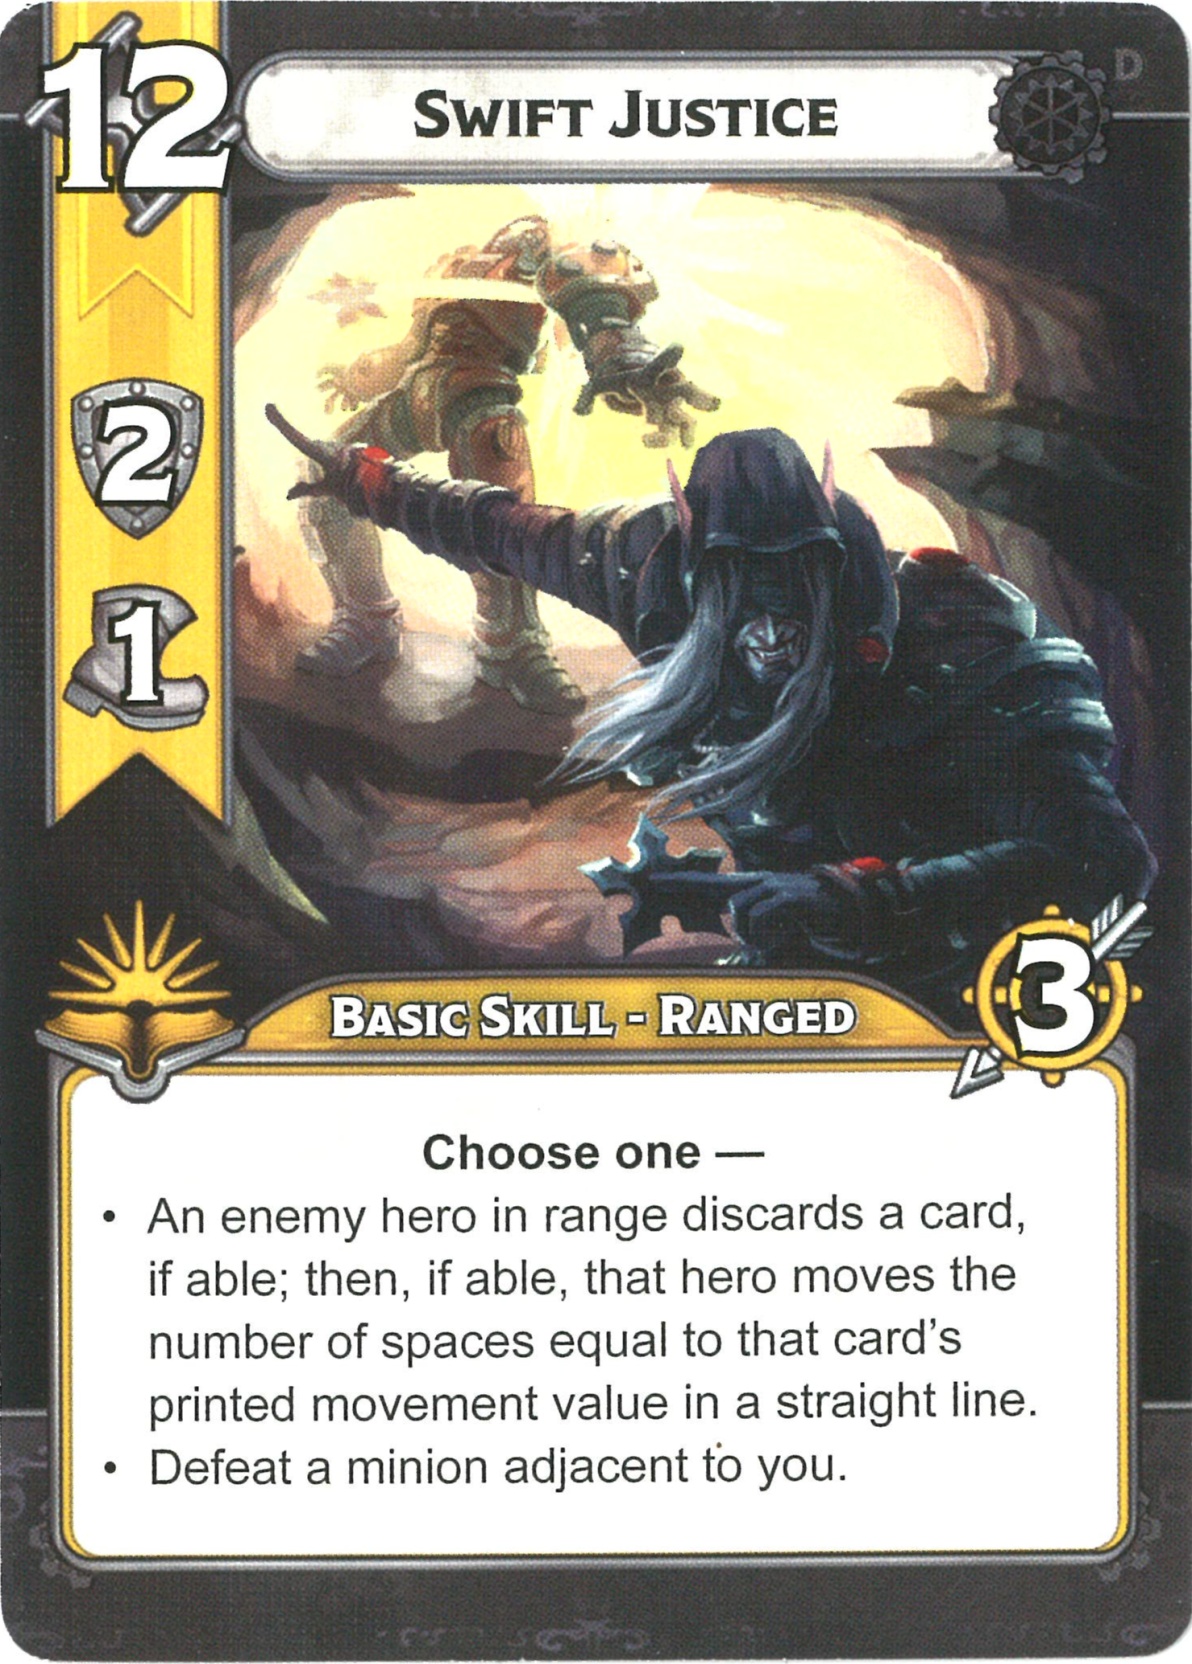 12
SWIFT JUSTICE
D
2
1
BASIC SKILL - RANGED
3
Choose one —
• An enemy hero in range discards a card,
if able; then, if able, that hero moves the
number of spaces equal to that card's
printed movement value in a straight line.
• Defeat a minion adjacent to you.